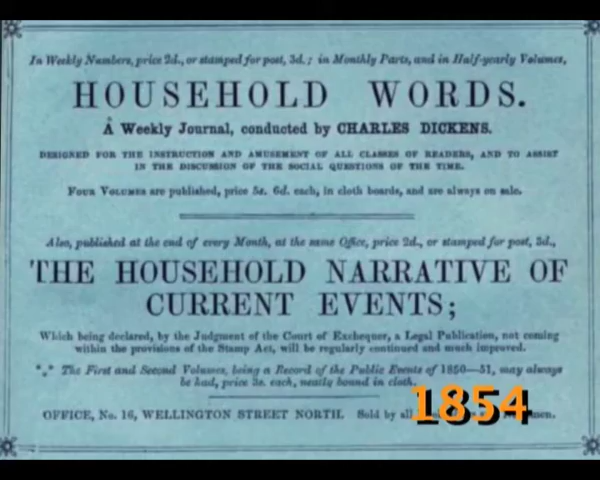 In Weekly Numbers, price 2d., or stamped for post, 3d.; in Monthly Parts, and in Half-yearly Volumes,
HOUSEHOLD WORDS.
A Weekly Journal, conducted by CHARLES DICKENS.
DESIGNED FOR THE INSTRUCTION AND AMUSEMENT OF ALL CLASSES OF READERS, AND TO ASSIST
IN THE DISCUSSION OF THE SOCIAL QUESTIONS OF THE TIME.
FOUR VOLUMES are published, price 5s. 6d. each, in cloth boards, and are always on sale.
Also, published at the end of every Month, at the same Office, price 2d., or stamped for post, 3d.,
THE HOUSEHOLD NARRATIVE OF
CURRENT EVENTS;
Which being declared, by the Judgment of the Court of Exchequer, a Legal Publication, not coming
within the provisions of the Stamp Act, will be regularly continued and much improved.
*** The First and Second Volumes, being a Record of the Public Events of 1850—51, may always
be had, price 3s. each, neatly bound in cloth.
OFFICE, No. 16, WELLINGTON STREET NORTH. Sold by all
1854